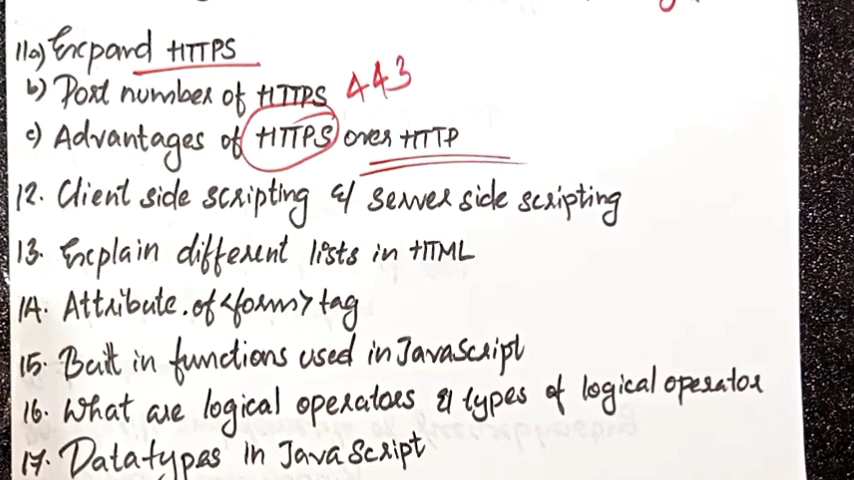 11a) Expand HTTPS
b) Port number of HTTPS 443
c) Advantages of HTTPS over HTTP
12. Client side scripting & server side scripting
13. Explain different lists in HTML
14. Attribute.of <form> tag
15. Built in functions used in JavaScript
16. What are logical operators & types of logical operator
17. Datatypes in JavaScript